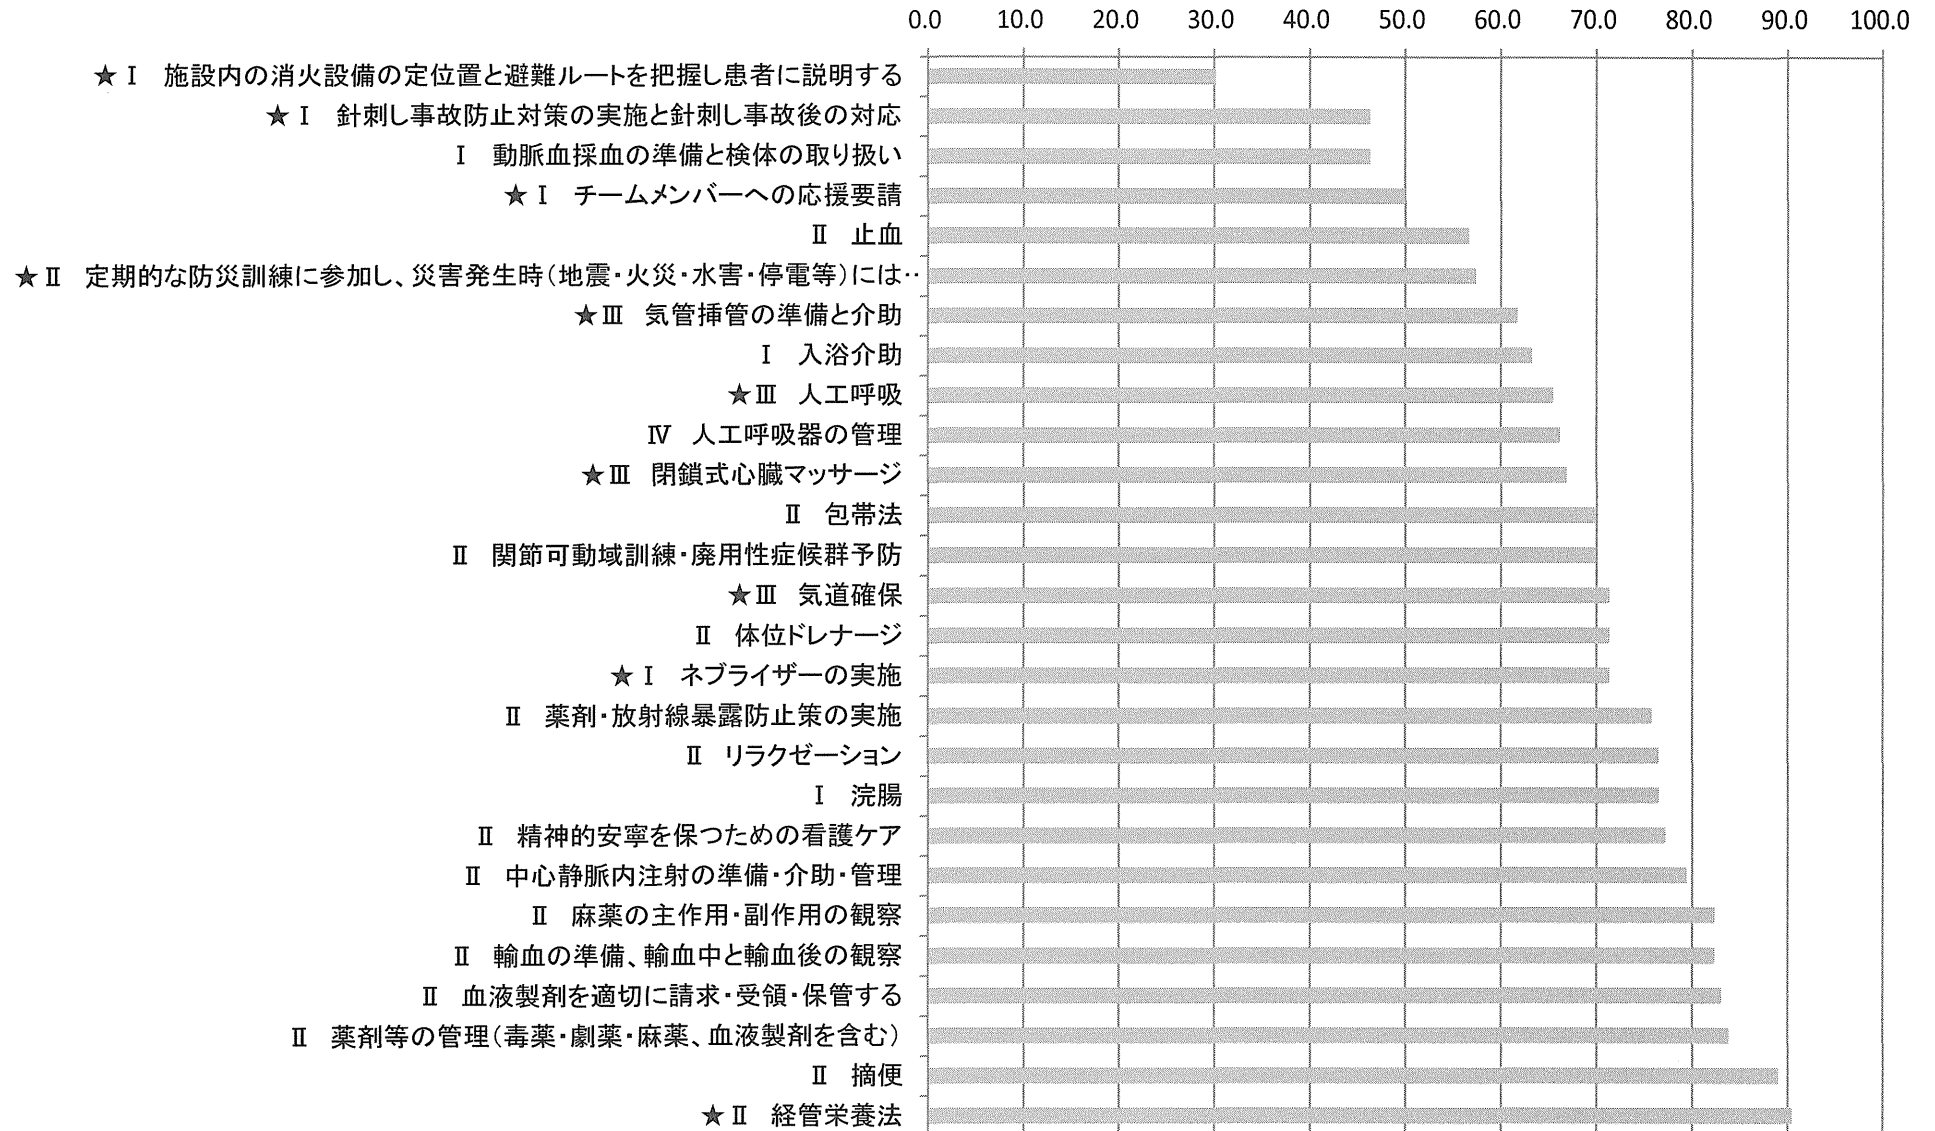 0.0 10.0 20.0 30.0 40.0 50.0 60.0 70.0 80.0 90.0 100.0
★Ⅰ 施設内の消火設備の定位置と避難ルートを把握し患者に説明する
★Ⅰ 針刺し事故防止対策の実施と針刺し事故後の対応
Ⅰ 動脈血採血の準備と検体の取り扱い
★Ⅰ チームメンバーへの応援要請
Ⅱ 止血
★Ⅱ 定期的な防災訓練に参加し、災害発生時(地震・火災・水害・停電等)には‥
★Ⅲ 気管挿管の準備と介助
Ⅰ 入浴介助
★Ⅲ 人工呼吸
Ⅳ 人工呼吸器の管理
★Ⅲ 閉鎖式心臓マッサージ
Ⅱ 包帯法
Ⅱ 関節可動域訓練・廃用性症候群予防
★Ⅲ 気道確保
Ⅱ 体位ドレナージ
★Ⅰ ネブライザーの実施
Ⅱ 薬剤・放射線暴露防止策の実施
Ⅱ リラクゼーション
Ⅰ 浣腸
Ⅱ 精神的安寧を保つための看護ケア
Ⅱ 中心静脈内注射の準備・介助・管理
Ⅱ 麻薬の主作用・副作用の観察
Ⅱ 輸血の準備、輸血中と輸血後の観察
Ⅱ 血液製剤を適切に請求・受領・保管する
Ⅱ 薬剤等の管理(毒薬・劇薬・麻薬、血液製剤を含む)
Ⅱ 摘便
★Ⅱ 経管栄養法